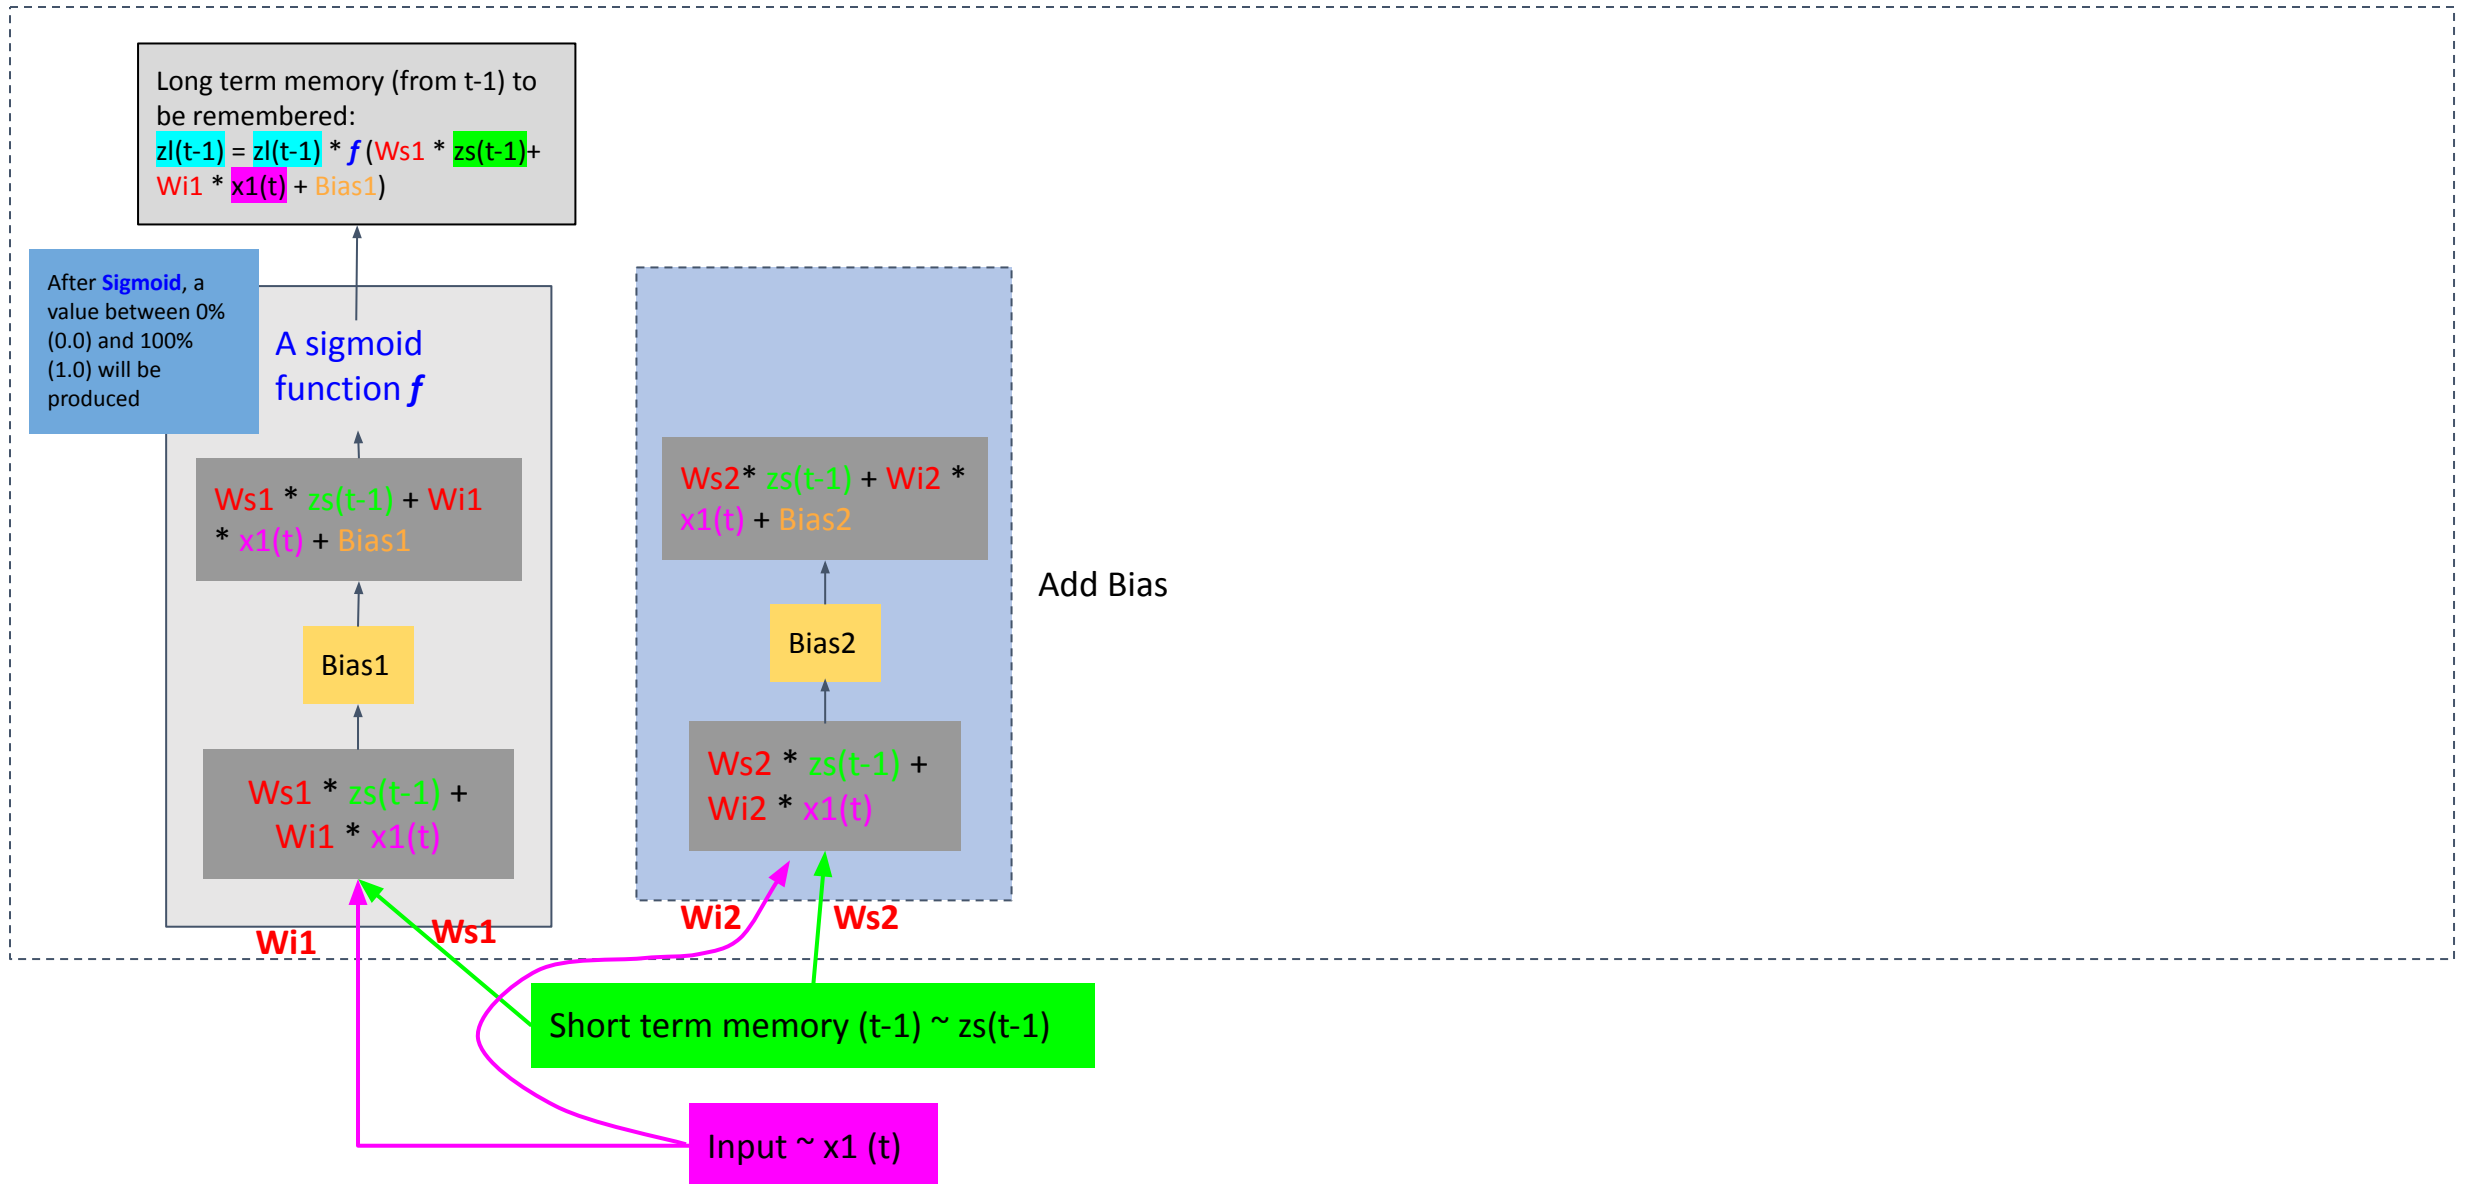 Long term memory (from t-1) to
be remembered:
zl(t-1) = zl(t-1) * f (Ws1 * zs(t-1)+
Wi1 * x1(t) + Bias1)
After Sigmoid, a
value between 0%
(0.0) and 100%
(1.0) will be
produced
A sigmoid
function f
Ws1 * zs(t-1) + Wi1
* x1(t) + Bias1
Bias1
Ws1 * zs(t-1) +
Wi1 * x1(t)
Wi1
Ws1
Ws2* zs(t-1) + Wi2 *
x1(t) + Bias2
Add Bias
Bias2
Ws2 * zs(t-1) +
Wi2 * x1(t)
Wi2
Ws2
Short term memory (t-1) ~ zs(t-1)
Input ~ x1 (t)